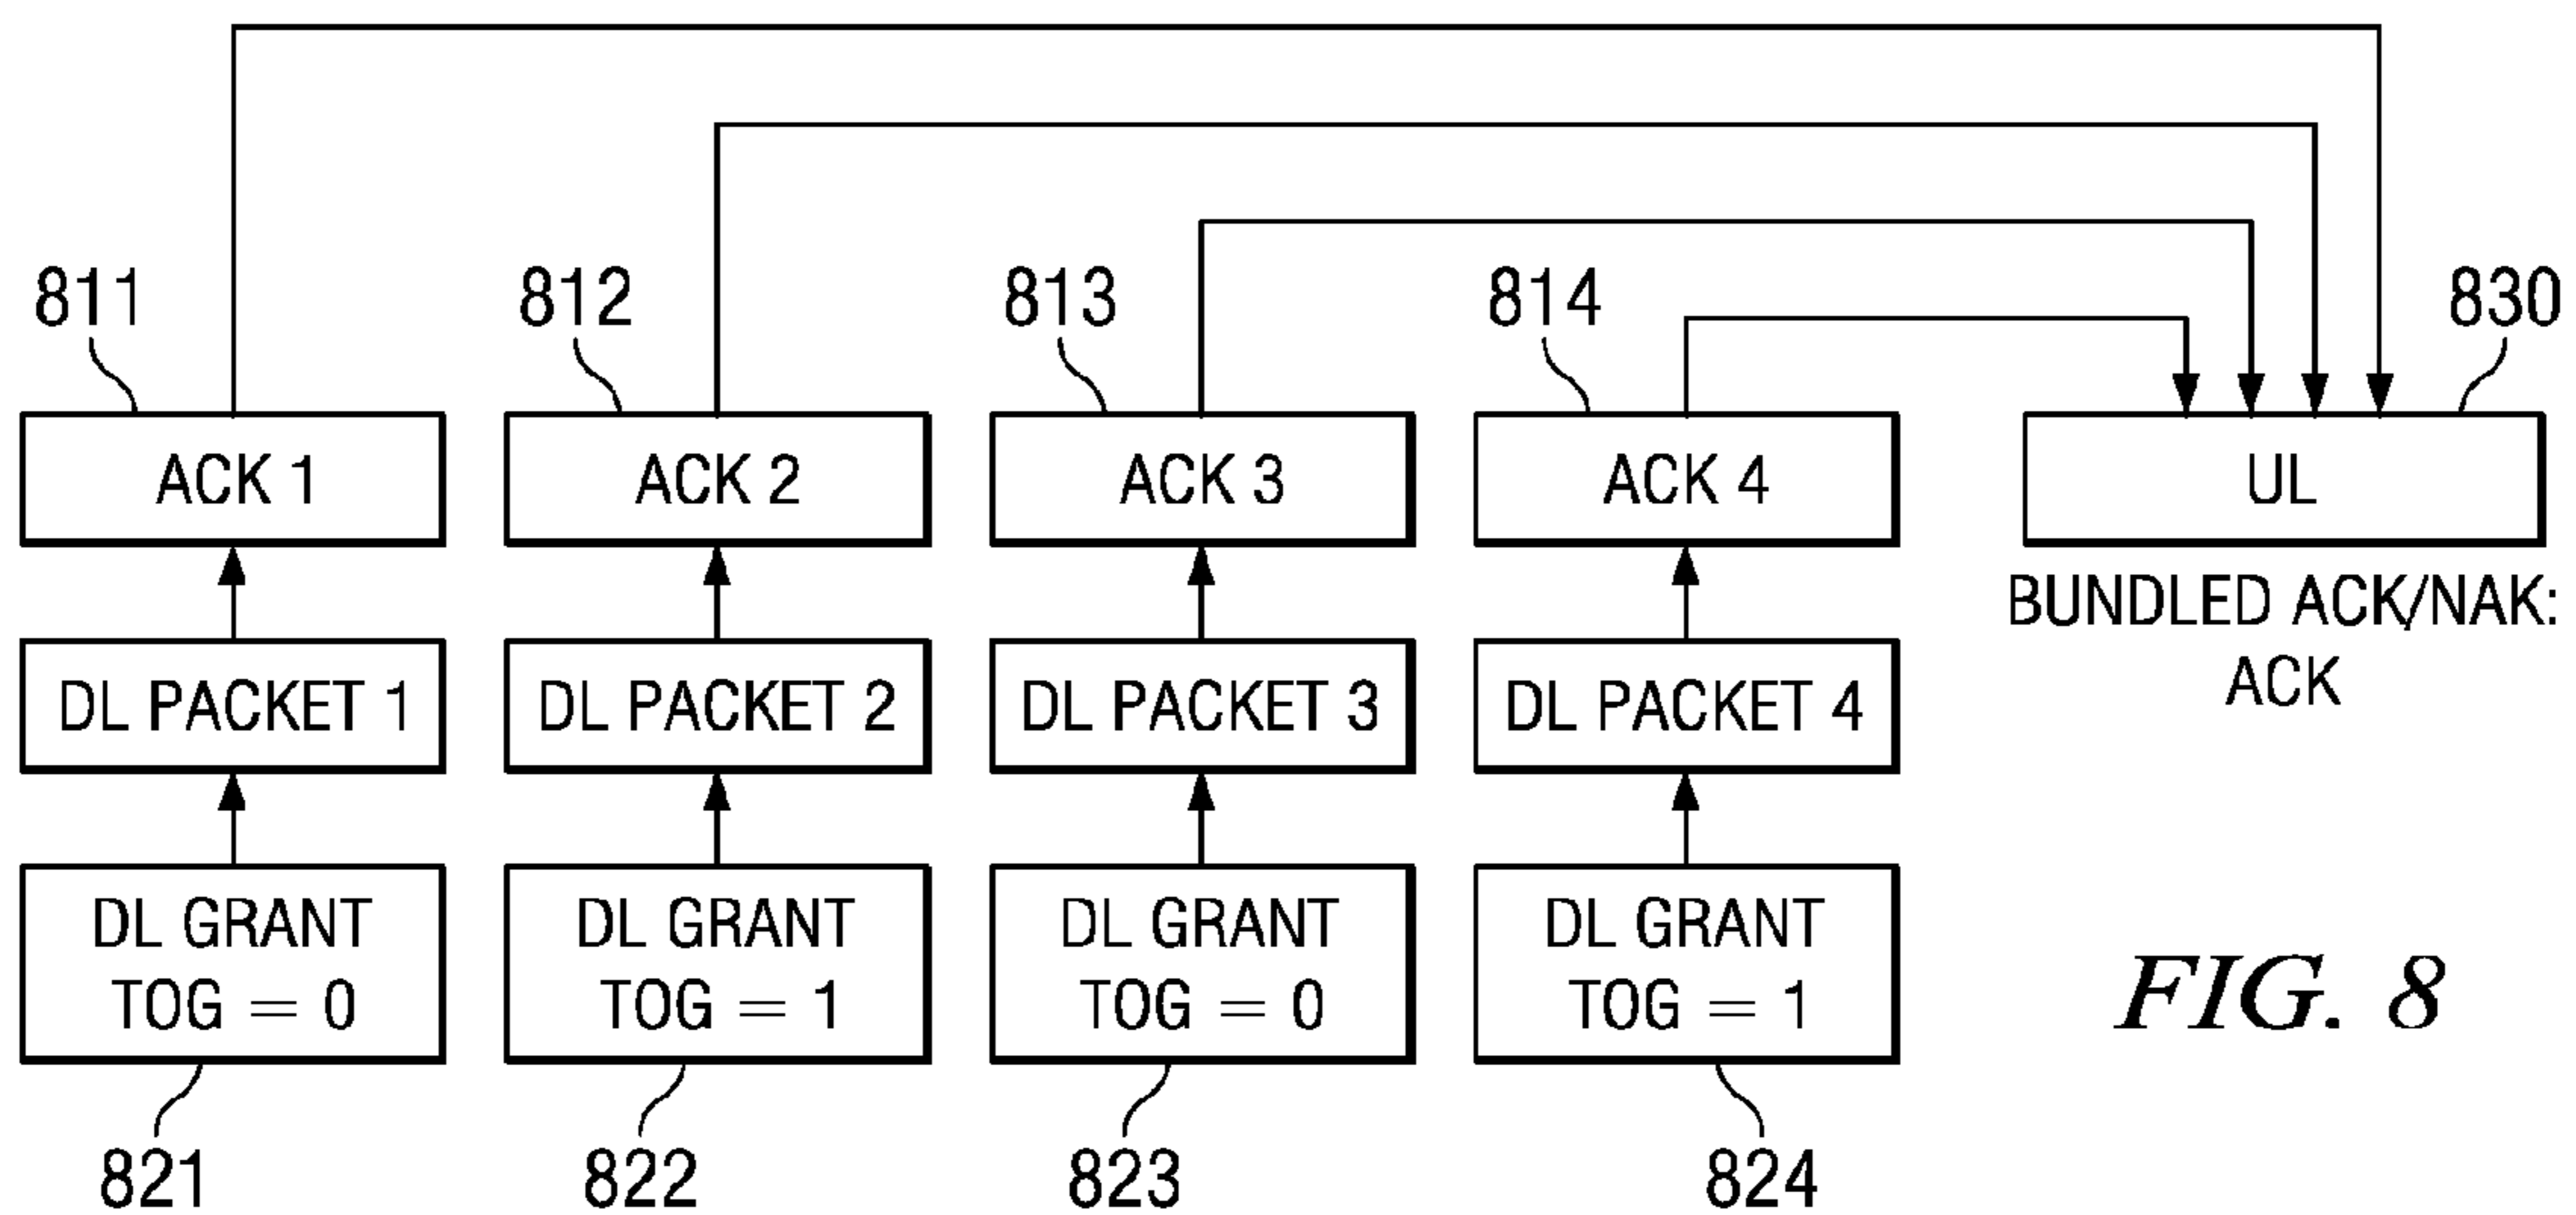 811
812
813
814
830
ACK 1
ACK 2
ACK 3
ACK 4
UL
BUNDLED ACK/NAK:
ACK
DL PACKET 1
DL PACKET 2
DL PACKET 3
DL PACKET 4
DL GRANT
TOG = 0
DL GRANT
TOG = 1
DL GRANT
TOG = 0
DL GRANT
TOG = 1
FIG. 8
821
822
823
824